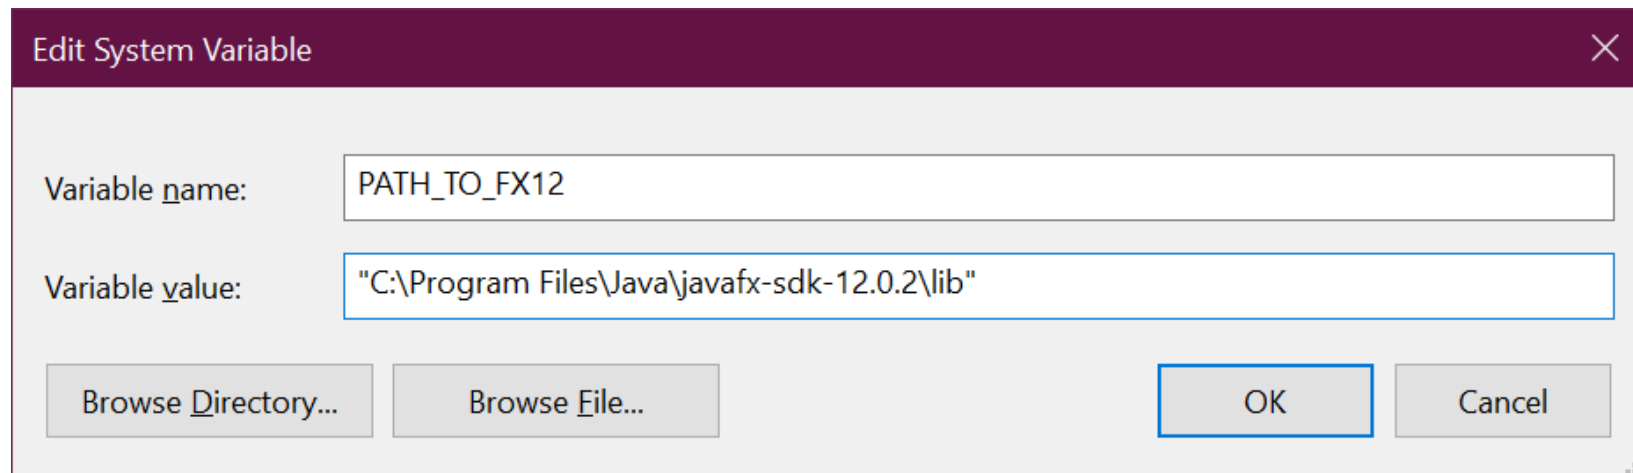 Edit System Variable
Variable name:
PATH_TO_FX12
Variable value:
"C:\Program Files\Java\javafx-sdk-12.0.2\lib"
Browse Directory...
Browse File...
OK
Cancel